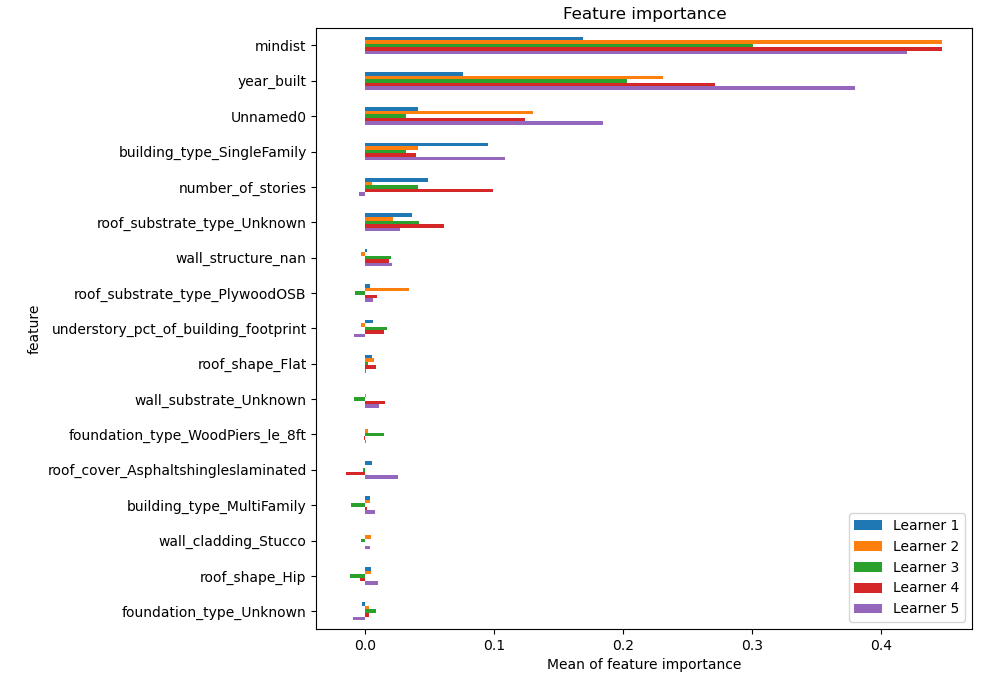 Feature importance
mindist
year_built
Unnamed0
building_type_SingleFamily
number_of_stories
roof_substrate_type_Unknown
wall_structure_nan
roof_substrate_type_PlywoodOSB
understory_pct_of_building_footprint
roof_shape_Flat
wall_substrate_Unknown
foundation_type_WoodPiers_le_8ft
roof_cover_Asphaltshingleslaminated
building_type_MultiFamily
wall_cladding_Stucco
roof_shape_Hip
foundation_type_Unknown
feature
Learner 1
Learner 2
Learner 3
Learner 4
Learner 5
0.0 0.1 0.2 0.3 0.4
Mean of feature importance